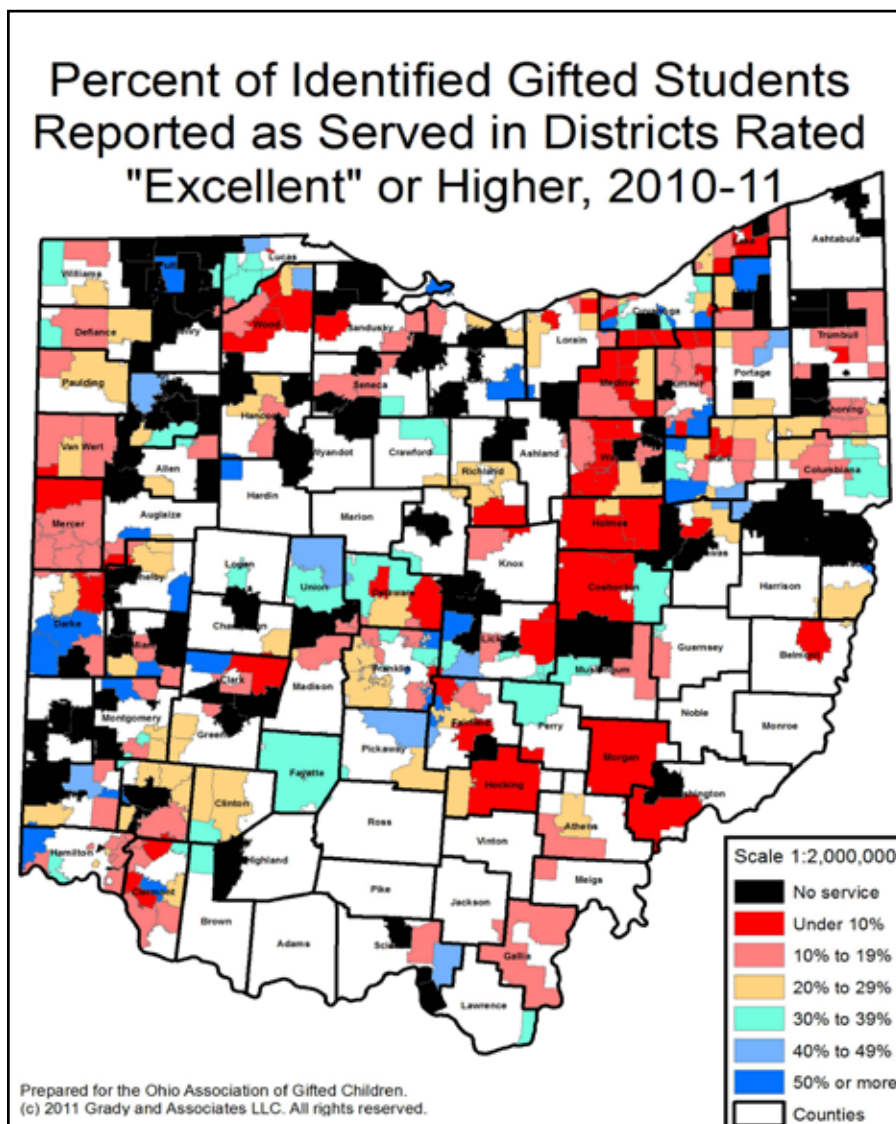 Percent of Identified Gifted Students
Reported as Served in Districts Rated
"Excellent" or Higher, 2010-11
Ashtabula
Lucas
Williams
Wood
Sandusky
Defiance
Lorain
Trumbull
Portage
Paulding
Medina
Seneca
Van Wert
Wyandot
Crawford
Ashland
Allen
Richland
Columbiana
Hardin
Mercer
Auglaize
Marion
Holmes
Knox
Logan
Union
Coshocton
Harrison
Darke
Guernsey
Belmont
Franklin
Clark
Madison
Montgomery
Noble
Monroe
Perry
Pickaway
Fairfield
Morgan
Fayette
Clinton
Hocking
Ross
Athens
Vinton
Hamilton
Highland
Meigs
Pike
Jackson
Clermont
Brown
Adams
Gallia
Lawrence
Scale 1:2,000,000
No service
Under 10%
10% to 19%
20% to 29%
30% to 39%
40% to 49%
50% or more
Counties
Prepared for the Ohio Association of Gifted Children.
(c) 2011 Grady and Associates LLC. All rights reserved.